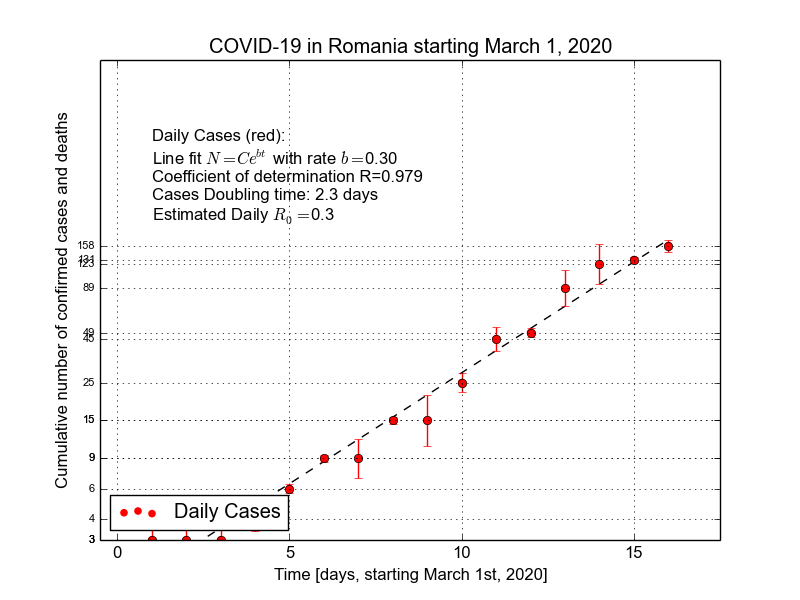 COVID-19 in Romania starting March 1, 2020
Cumulative number of confirmed cases and deaths
Daily Cases (red):
Line fit N=Ce^{bt} with rate b=0.30
Coefficient of determination R=0.979
Cases Doubling time: 2.3 days
Estimated Daily R_0=0.3
158
131
123
89
49
45
25
15
9
6
4
3
Daily Cases
0 5 10 15
Time [days, starting March 1st, 2020]